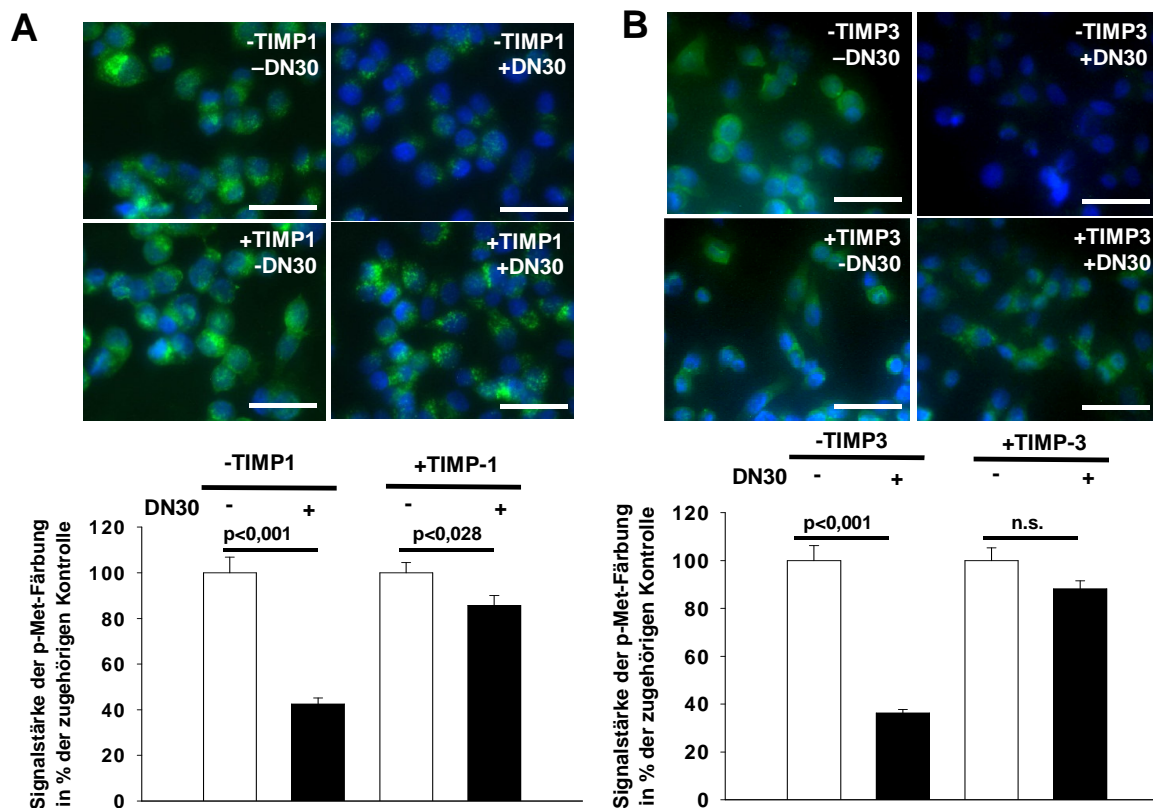 A
-TIMP1
–DN30
-TIMP1
+DN30
+TIMP1
-DN30
+TIMP1
+DN30
-TIMP1
+TIMP-1
DN30
-
+
-
+
p<0,001
p<0,028
Signalstärke der p-Met-Färbung
in % der zugehörigen Kontrolle
120
100
80
60
40
20
0
B
-TIMP3
–DN30
-TIMP3
+DN30
+TIMP3
-DN30
+TIMP3
+DN30
-TIMP3
+TIMP-3
DN30
-
+
-
+
p<0,001
n.s.
Signalstärke der p-Met-Färbung
in % der zugehörigen Kontrolle
120
100
80
60
40
20
0